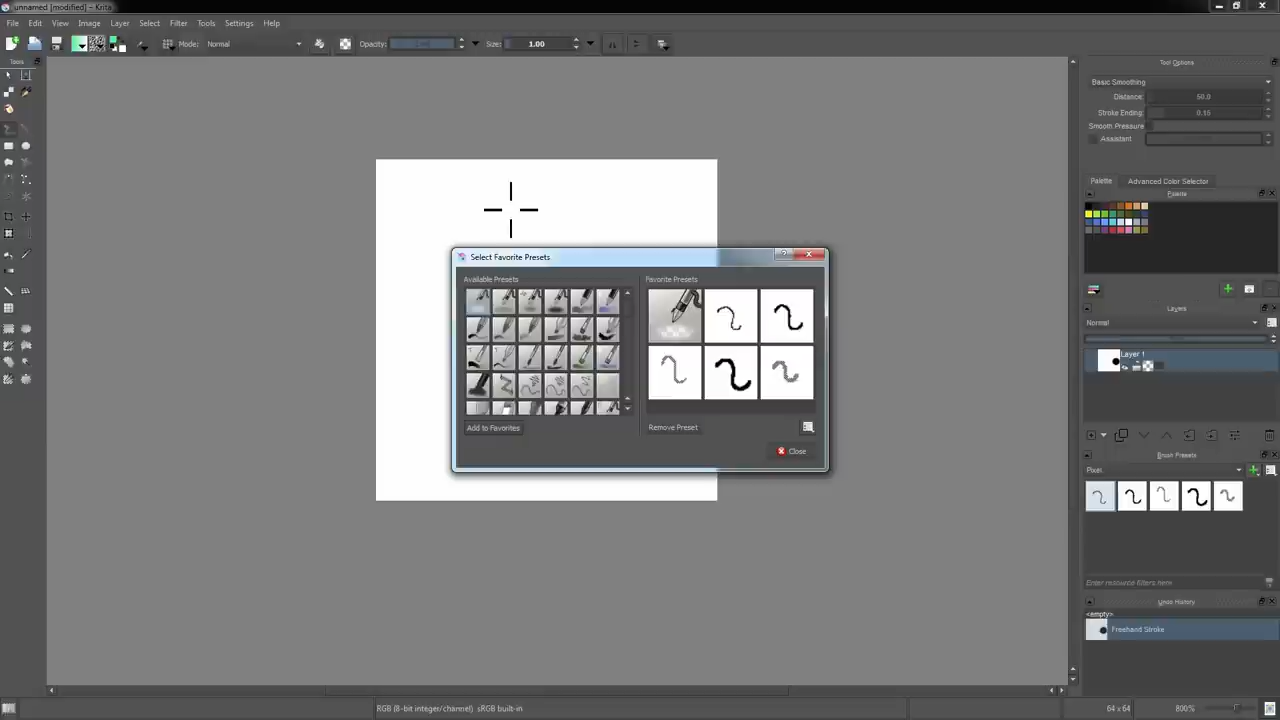 unnamed [modified] - Krita
File Edit View Image Layer Select Filter Tools Settings Help
Mode: Normal Opacity: Size: 1.00
Tools
Tool Options
Basic Smoothing
Distance: 50.0
Stroke Ending: 0.15
Smooth Pressure
Assistant
Palette Advanced Color Selector
Palette
Select Favorite Presets
Available Presets Favorite Presets
Add to Favorites Remove Preset
Close
Layers
Normal
Layer 1
Brush Presets
Pixel
Enter resource filters here
Undo History
<empty>
Freehand Stroke
RGB (8-bit integer/channel) sRGB built-in 64 x 64 800%